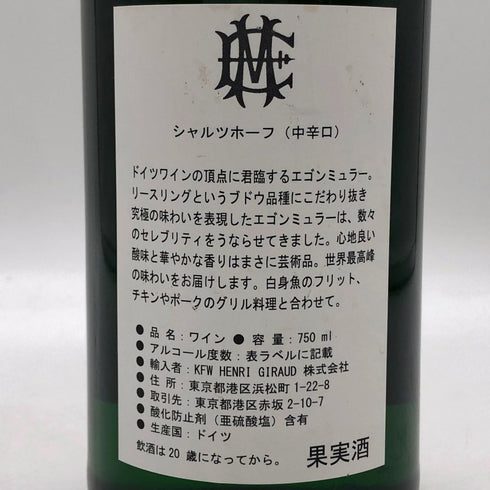 シャルツホーフ（中辛口）
ドイツワインの頂点に君臨するエゴンミュラー。
リースリングというブドウ品種にこだわり抜き
究極の味わいを表現したエゴンミュラーは、数々
のセレブリティをうならせてきました。心地良い
酸味と華やかな香りはまさに芸術品。世界最高峰
の味わいをお届けします。白身魚のフリット、
チキンやポークのグリル料理と合わせて。
● 品 名：ワイン ● 容 量：750 ml
● アルコール度数：表ラベルに記載
● 輸入者：KFW HENRI GIRAUD 株式会社
● 住 所：東京都港区浜松町 1-22-8
● 取引先：東京都港区赤坂 2-10-7
● 酸化防止剤（亜硫酸塩）含有
● 生産国：ドイツ
飲酒は20 歳になってから。 果実酒